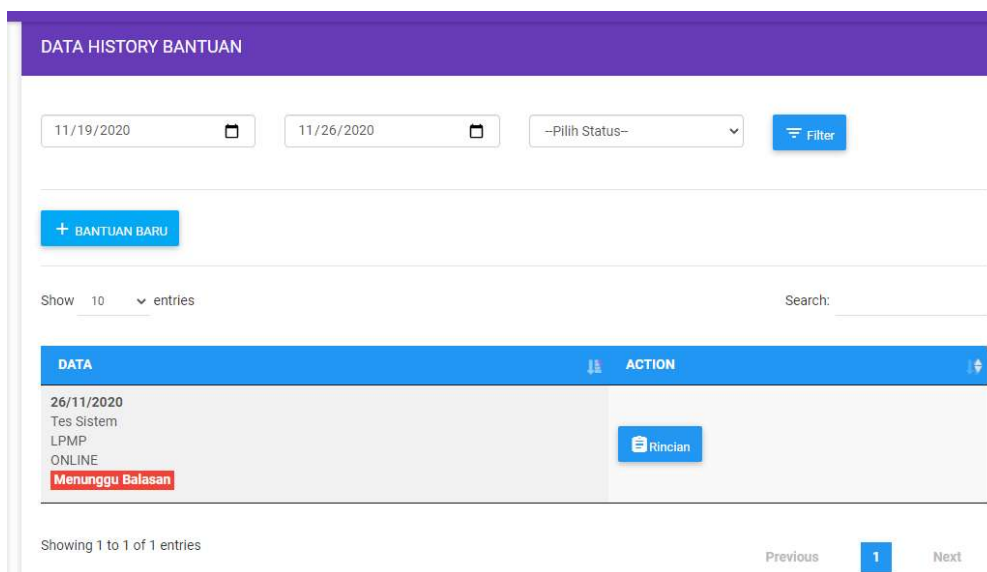 DATA HISTORY BANTUAN
11/19/2020 11/26/2020 --Pilih Status-- Filter
+ BANTUAN BARU
Show 10 entries Search:
DATA ACTION
26/11/2020
Tes Sistem
LPMP
ONLINE
Menunggu Balasan
Rincian
Showing 1 to 1 of 1 entries
Previous 1 Next